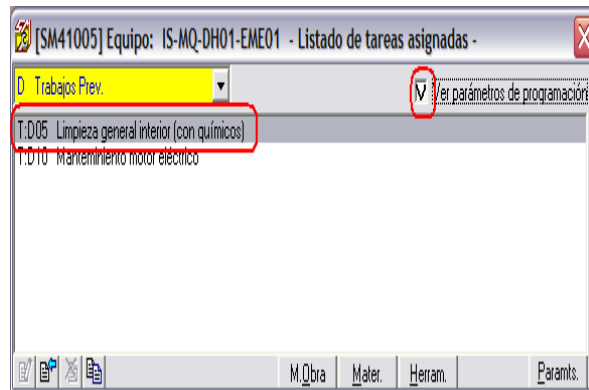 [SM41005] Equipo: IS-MQ-DH01-EME01 - Listado de tareas asignadas -
D Trabajos Prev.
Ver parámetros de programación
T:D05 Limpieza general interior (con químicos)
T:D10 Mantenimiento motor eléctrico
M.Obra Mater. Herram. Paramts.